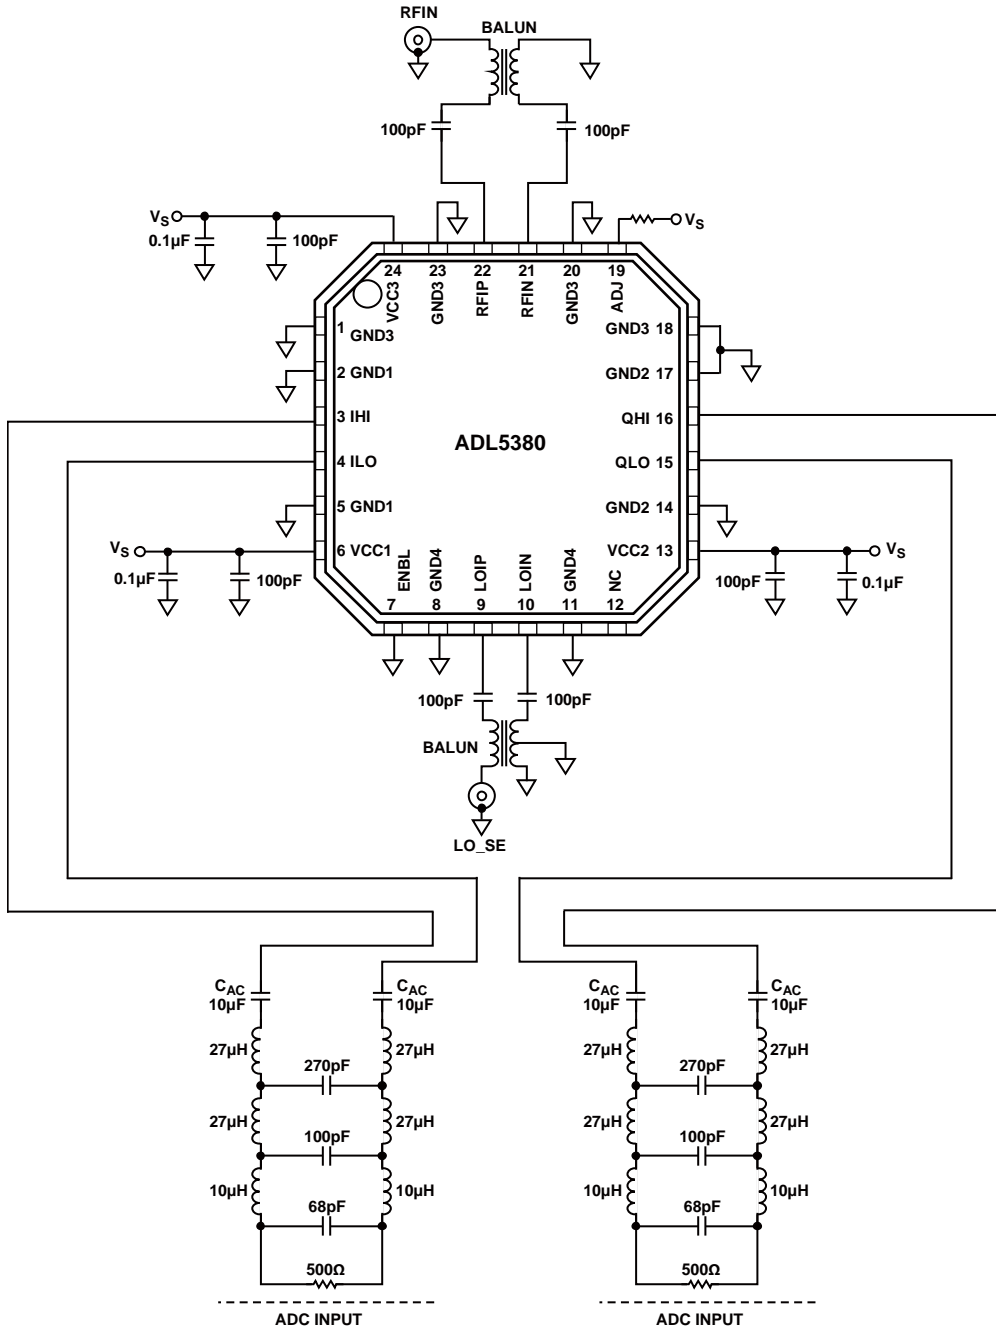 RFIN
BALUN
100pF
100pF
VS
0.1µF
100pF
VS
24
23
22
21
20
19
VCC3
GND3
RFIP
RFIN
GND3
ADJ
1
GND3
GND3 18
2 GND1
GND2 17
3 IHI
QHI 16
ADL5380
4 ILO
QLO 15
5 GND1
GND2 14
VS
6 VCC1
VCC2 13
VS
0.1µF
100pF
100pF
0.1µF
ENBL
GND4
LOIP
LOIN
GND4
NC
7
8
9
10
11
12
100pF
100pF
BALUN
LO_SE
CAC
10µF
CAC
10µF
CAC
10µF
CAC
10µF
27µH
270pF
27µH
27µH
270pF
27µH
27µH
100pF
27µH
27µH
100pF
27µH
10µH
68pF
10µH
10µH
68pF
10µH
500Ω
500Ω
ADC INPUT
ADC INPUT